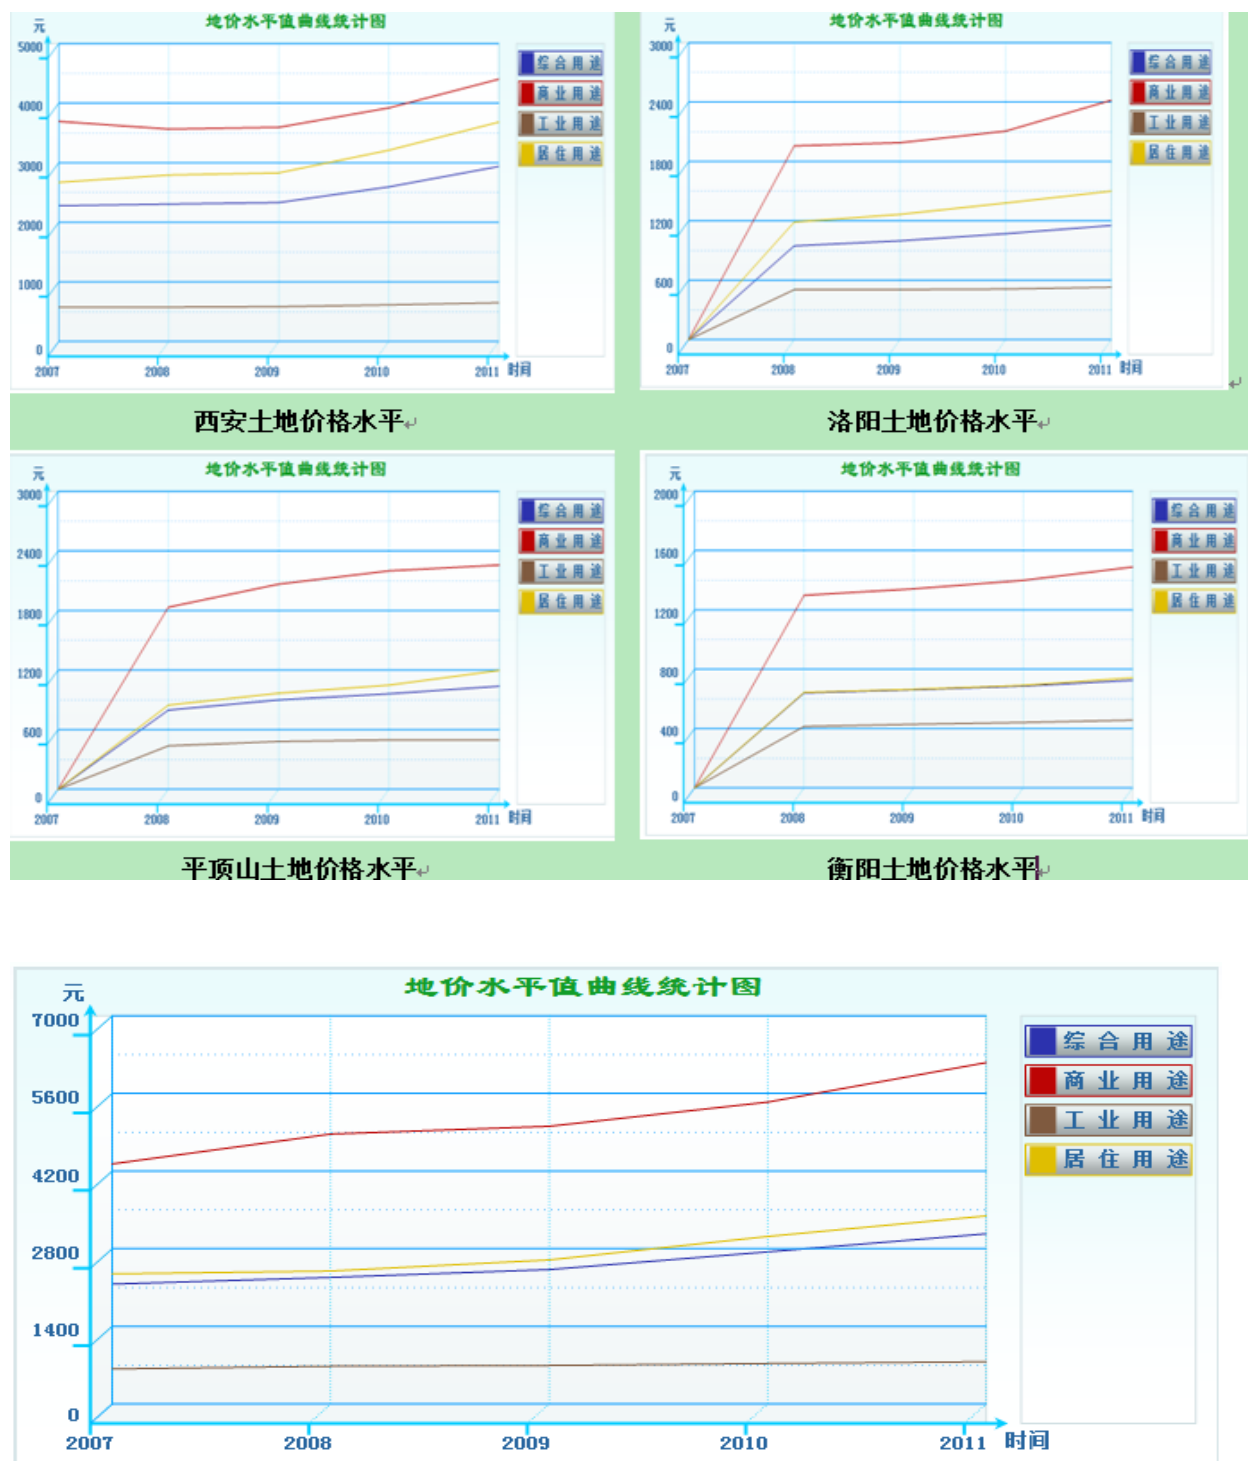 地价水平值曲线统计图
元
5000
4000
3000
2000
1000
0
2007 2008 2009 2010 2011 时间
综合用途
商业用途
工业用途
居住用途
西安土地价格水平
地价水平值曲线统计图
元
3000
2400
1800
1200
600
0
2007 2008 2009 2010 2011 时间
综合用途
商业用途
工业用途
居住用途
洛阳土地价格水平
地价水平值曲线统计图
元
3000
2400
1800
1200
600
0
2007 2008 2009 2010 2011 时间
综合用途
商业用途
工业用途
居住用途
平顶山土地价格水平
地价水平值曲线统计图
元
2000
1600
1200
800
400
0
2007 2008 2009 2010 2011 时间
综合用途
商业用途
工业用途
居住用途
衡阳土地价格水平
地价水平值曲线统计图
元
7000
5600
4200
2800
1400
0
2007 2008 2009 2010 2011 时间
综合用途
商业用途
工业用途
居住用途